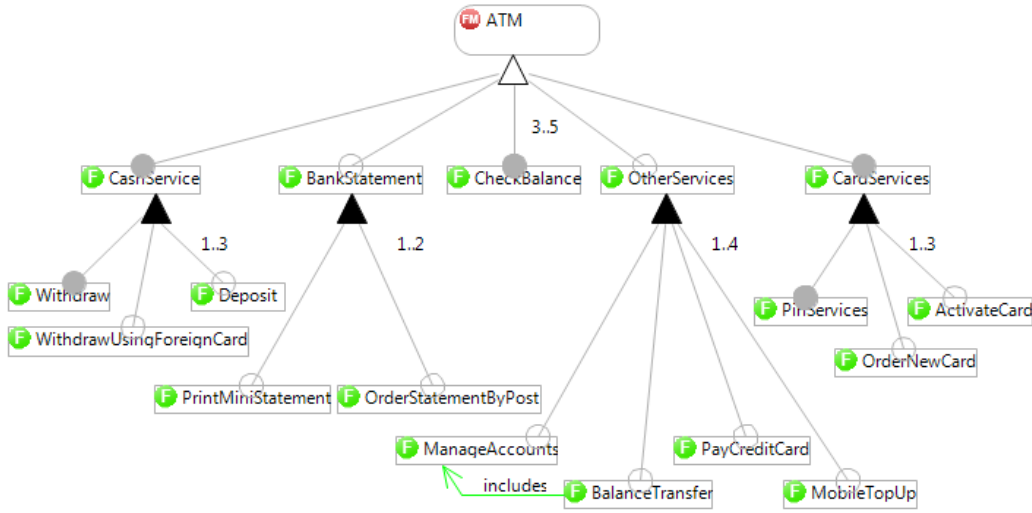 FM ATM
3..5
F CashService
F BankStatement
F CheckBalance
F OtherServices
F CardServices
1..3
1..2
1..4
1..3
F Withdraw
F Deposit
F PinServices
F ActivateCard
F WithdrawUsingForeignCard
F OrderNewCard
F PrintMiniStatement
F OrderStatementByPost
F ManageAccounts
F PayCreditCard
includes
F BalanceTransfer
F MobileTopUp